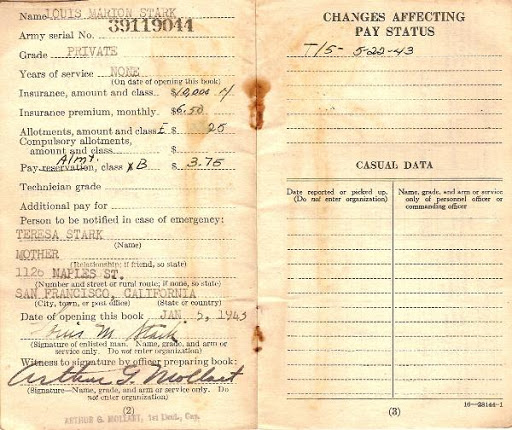 Name LOUIS MARION STARK
Army serial No. 39119044
Grade PRIVATE
Years of service NONE
(On date of opening this book)
Insurance, amount and class $10,000
Insurance premium, monthly. $6.50
Allotments, amount and class E $ 25
Compulsory allotments,
amount and class $
Almt.
Pay reservation, class B $ 3.75
Technician grade
Additional pay for
Person to be notified in case of emergency:
TERESA STARK
(Name)
MOTHER
(Relationship; if friend, so state)
1126 MAPLES ST.
(Number and street or rural route; if none, so state)
SAN FRANCISCO, CALIFORNIA
(City, town, or post office) (State or country)
Date of opening this book JAN. 5, 1943
Louis M. Stark
(Signature of enlisted man. Name, grade, and arm or
service only. Do not enter organization)
Witness to signature by officer preparing book:
Arthur G. Mollaet
(Signature—Name, grade, and arm or service only. Do
not enter organization)
(2)
ARTHUR G. MOLLAET, 1st Lieut.,
CHANGES AFFECTING
PAY STATUS
T/5- 5-22-43
CASUAL DATA
Date reported or picked up.
(Do not enter organization)
Name, grade, and arm or service
only of personnel officer or
commanding officer
16—28144-1
(3)